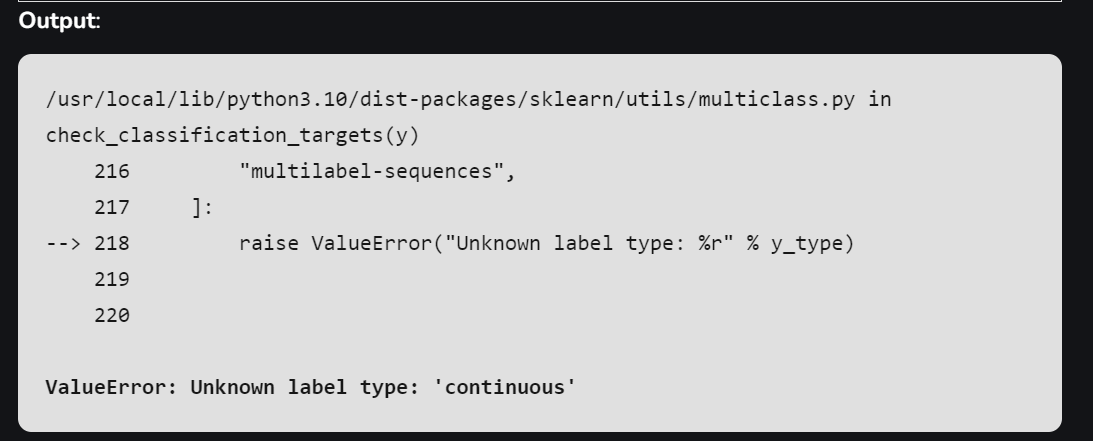 Output:
/usr/local/lib/python3.10/dist-packages/sklearn/utils/multiclass.py in
check_classification_targets(y)
    216         "multilabel-sequences",
    217     ]:
--> 218         raise ValueError("Unknown label type: %r" % y_type)
    219
    220
ValueError: Unknown label type: 'continuous'